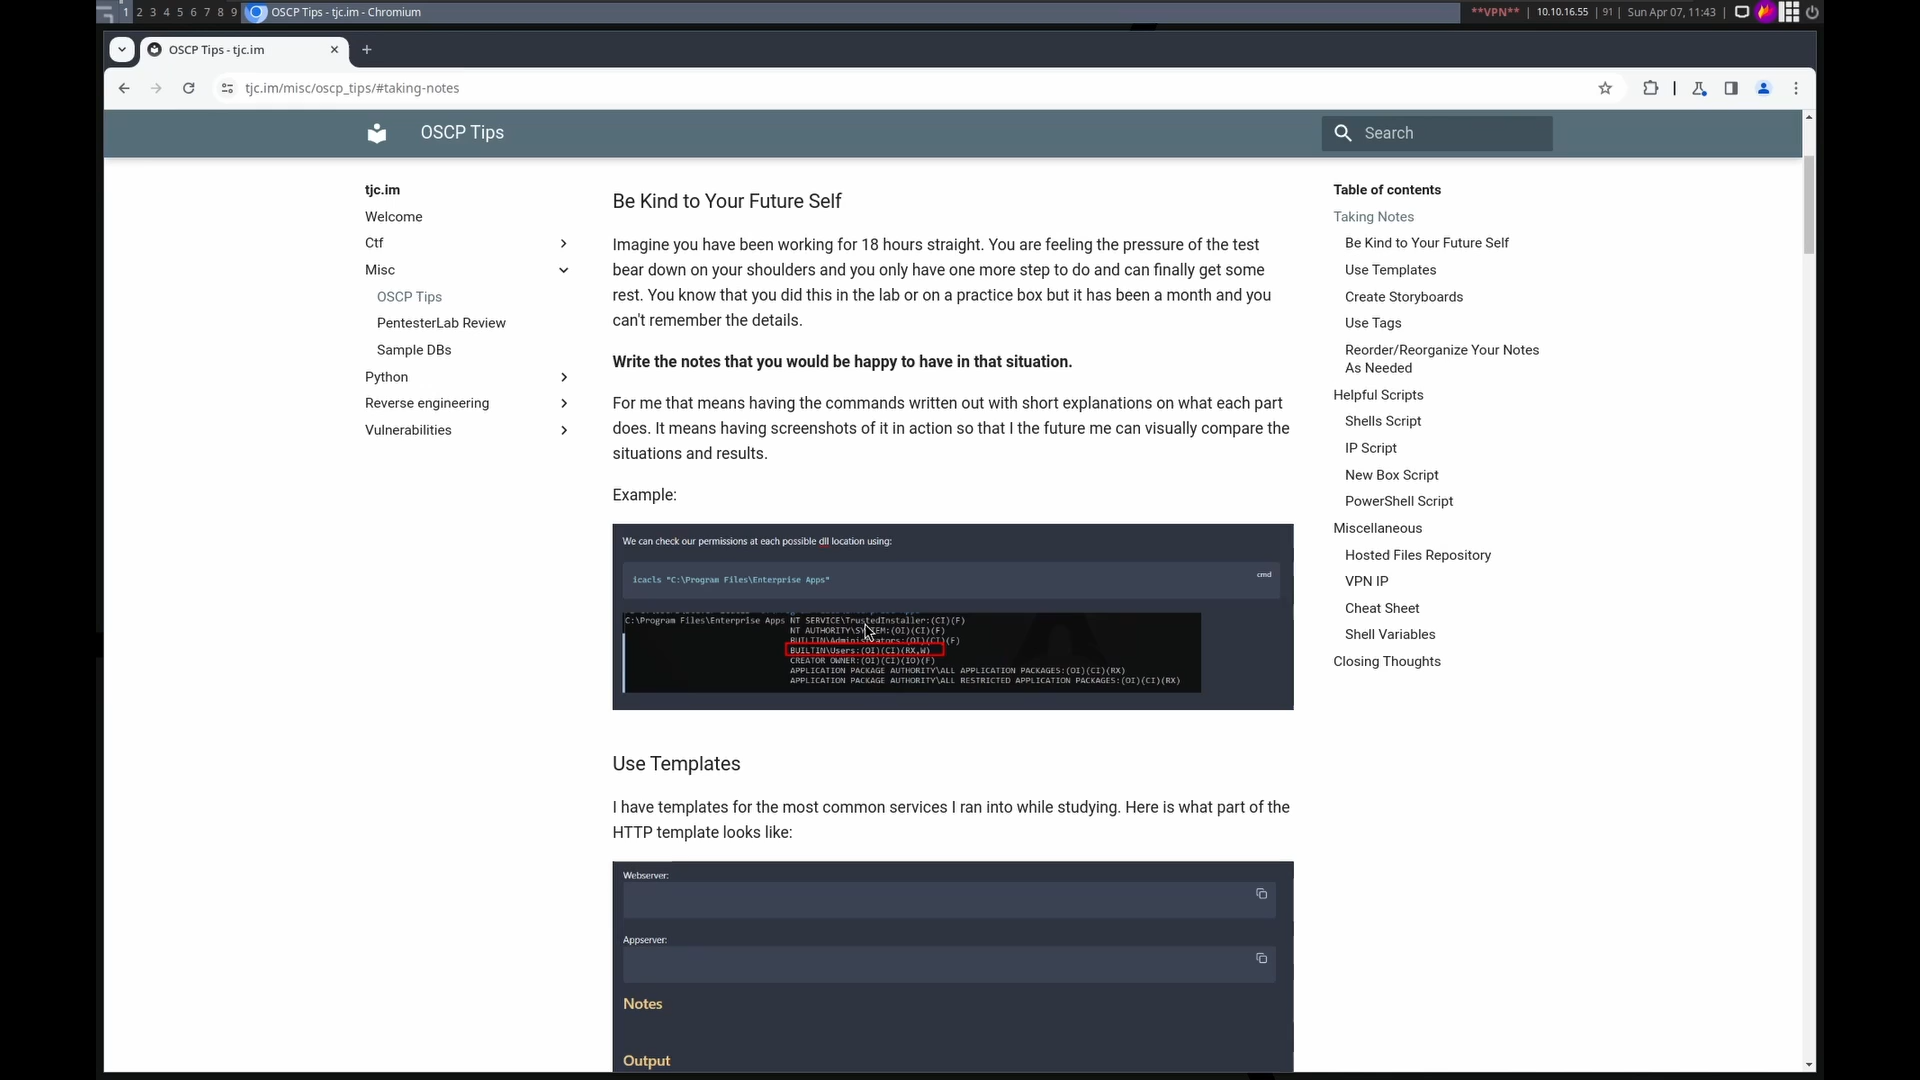 1 2 3 4 5 6 7 8 9 OSCP Tips - tjc.im - Chromium **VPN** | 10.10.16.55 | 91 | Sun Apr 07, 11:43 |
OSCP Tips - tjc.im
tjc.im/misc/oscp_tips/#taking-notes
OSCP Tips
Search
tjc.im
Welcome
Ctf
Misc
OSCP Tips
PentesterLab Review
Sample DBs
Python
Reverse engineering
Vulnerabilities
Be Kind to Your Future Self
Imagine you have been working for 18 hours straight. You are feeling the pressure of the test
bear down on your shoulders and you only have one more step to do and can finally get some
rest. You know that you did this in the lab or on a practice box but it has been a month and you
can't remember the details.
Write the notes that you would be happy to have in that situation.
For me that means having the commands written out with short explanations on what each part
does. It means having screenshots of it in action so that I the future me can visually compare the
situations and results.
Example:
We can check our permissions at each possible dll location using:
icacls "C:\Program Files\Enterprise Apps"
cmd
C:\Program Files\Enterprise Apps NT SERVICE\TrustedInstaller:(CI)(F)
NT AUTHORITY\SYSTEM:(OI)(CI)(F)
BUILTIN\Administrators:(OI)(CI)(F)
BUILTIN\Users:(OI)(CI)(RX,W)
CREATOR OWNER:(OI)(CI)(IO)(F)
APPLICATION PACKAGE AUTHORITY\ALL APPLICATION PACKAGES:(OI)(CI)(RX)
APPLICATION PACKAGE AUTHORITY\ALL RESTRICTED APPLICATION PACKAGES:(OI)(CI)(RX)
Use Templates
I have templates for the most common services I ran into while studying. Here is what part of the
HTTP template looks like:
Webserver:
Appserver:
Notes
Output
Table of contents
Taking Notes
Be Kind to Your Future Self
Use Templates
Create Storyboards
Use Tags
Reorder/Reorganize Your Notes
As Needed
Helpful Scripts
Shells Script
IP Script
New Box Script
PowerShell Script
Miscellaneous
Hosted Files Repository
VPN IP
Cheat Sheet
Shell Variables
Closing Thoughts